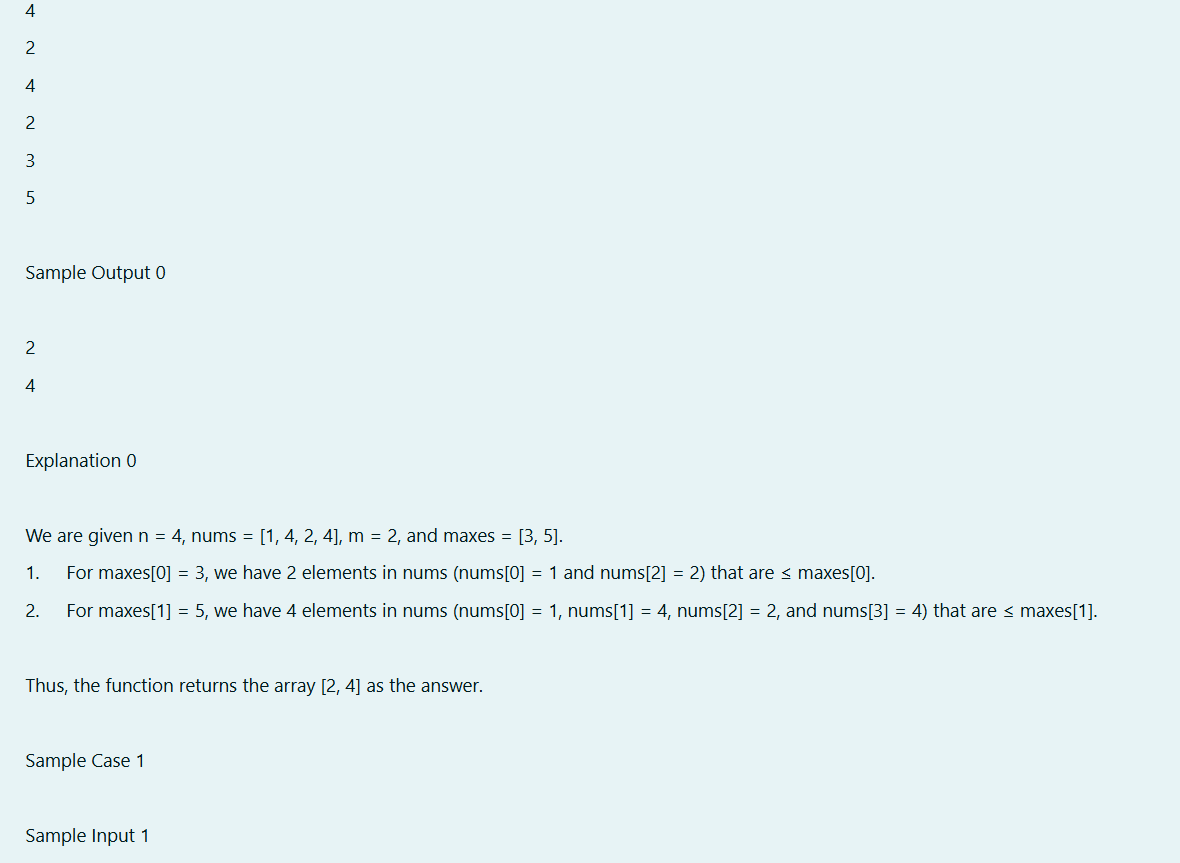 4
2
4
2
3
5
Sample Output 0
2
4
Explanation 0
We are given n = 4, nums = [1, 4, 2, 4], m = 2, and maxes = [3, 5].
1. For maxes[0] = 3, we have 2 elements in nums (nums[0] = 1 and nums[2] = 2) that are ≤ maxes[0].
2. For maxes[1] = 5, we have 4 elements in nums (nums[0] = 1, nums[1] = 4, nums[2] = 2, and nums[3] = 4) that are ≤ maxes[1].
Thus, the function returns the array [2, 4] as the answer.
Sample Case 1
Sample Input 1